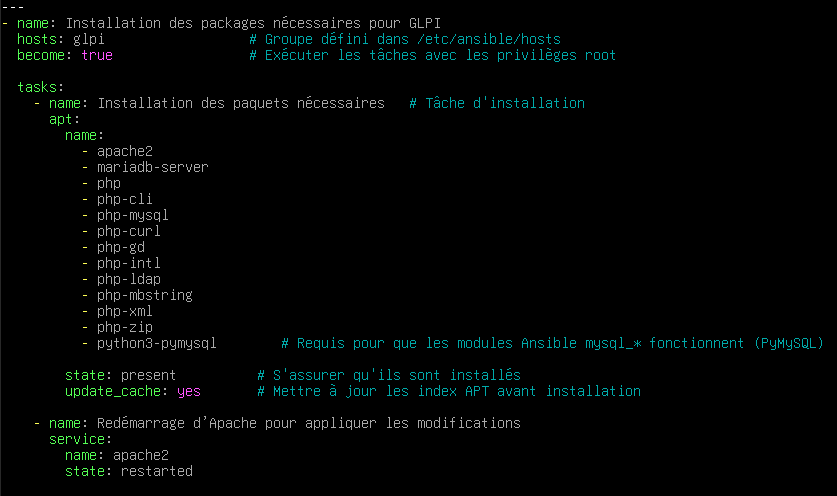 ---
- name: Installation des packages nécessaires pour GLPI
  hosts: glpi                  # Groupe défini dans /etc/ansible/hosts
  become: true                 # Exécuter les tâches avec les privilèges root

  tasks:
    - name: Installation des paquets nécessaires   # Tâche d'installation
      apt:
        name:
          - apache2
          - mariadb-server
          - php
          - php-cli
          - php-mysql
          - php-curl
          - php-gd
          - php-intl
          - php-ldap
          - php-mbstring
          - php-xml
          - php-zip
          - python3-pymysql        # Requis pour que les modules Ansible mysql_* fonctionnent (PyMySQL)

        state: present          # S'assurer qu'ils sont installés
        update_cache: yes       # Mettre à jour les index APT avant installation

    - name: Redémarrage d’Apache pour appliquer les modifications
      service:
        name: apache2
        state: restarted